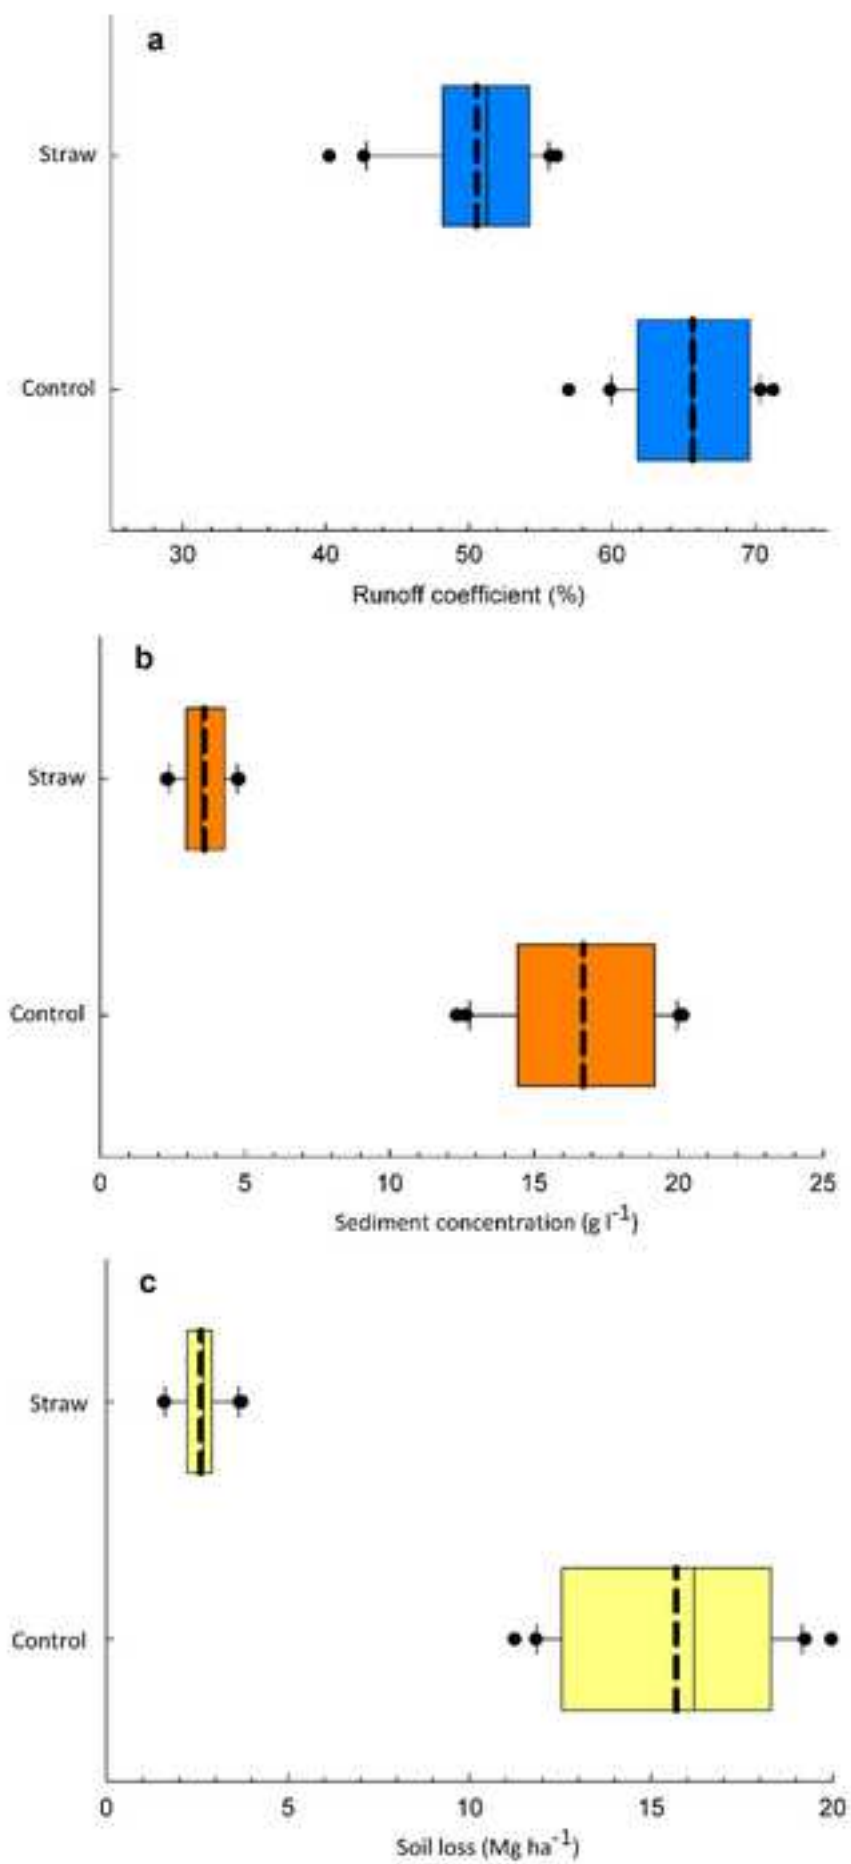 a
Straw
Control
30 40 50 60 70
Runoff coefficient (%)
b
Straw
Control
0 5 10 15 20 25
Sediment concentration (g l⁻¹)
c
Straw
Control
0 5 10 15 20
Soil loss (Mg ha⁻¹)